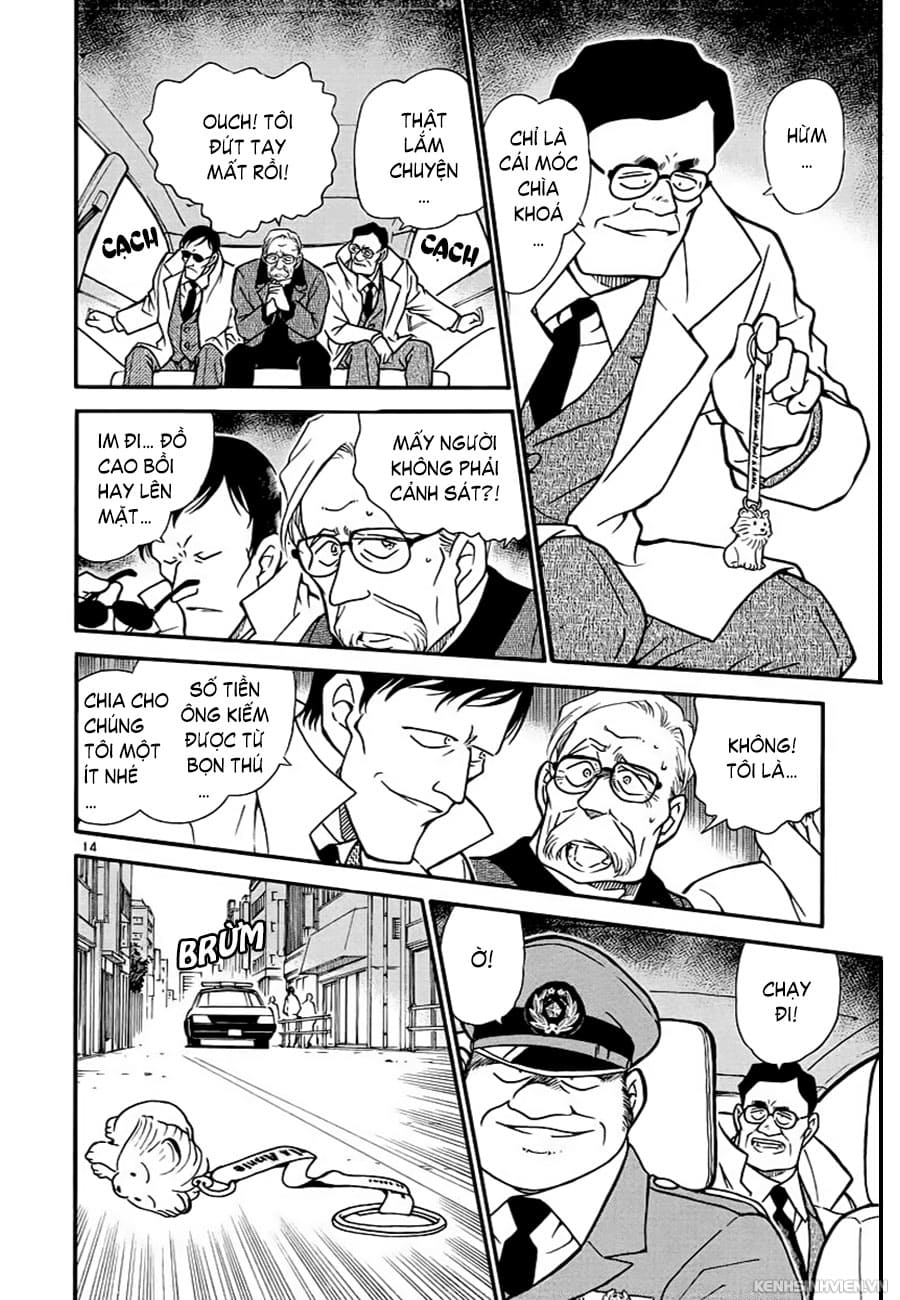 HỪM
...
CHỈ LÀ
CÁI MÓC
CHÌA
KHOÁ
...
THẬT
LẮM
CHUYỆN
...
OUCH! TÔI
ĐỨT TAY
MẤT RỒI!
CẠCH
CẠCH
MẤY NGƯỜI
KHÔNG PHẢI
CẢNH SÁT?!
IM ĐI... ĐỒ
CAO BỒI
HAY LÊN
MẶT...
KHÔNG!
TÔI LÀ...
SỐ TIỀN
ÔNG KIẾM
ĐƯỢC TỪ
BỌN THÚ
...
CHIA CHO
CHÚNG
TÔI MỘT
ÍT NHÉ
...
14
CHẠY
ĐI!
Ờ!
BRÙM
Annie
KENHSINHVIEN.VN